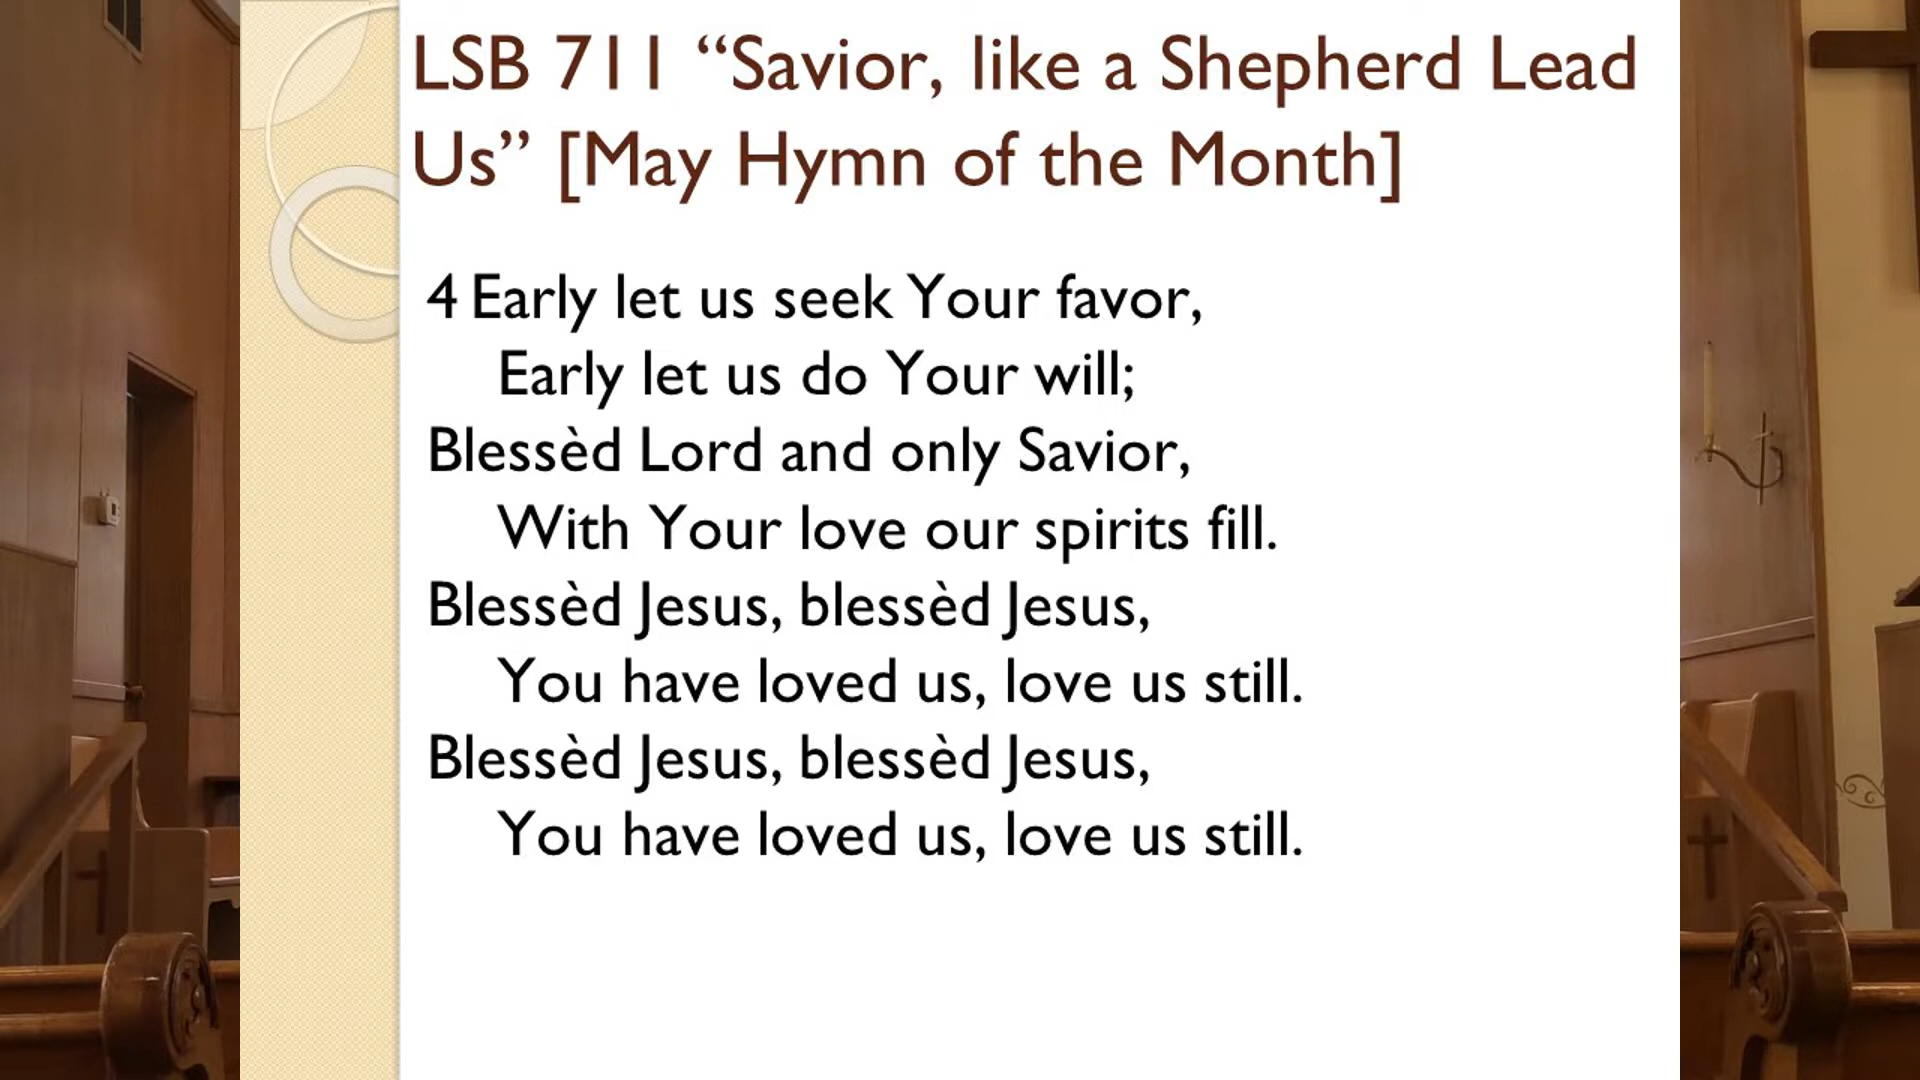 LSB 711 “Savior, like a Shepherd Lead
Us” [May Hymn of the Month]
4 Early let us seek Your favor,
Early let us do Your will;
Blessèd Lord and only Savior,
With Your love our spirits fill.
Blessèd Jesus, blessèd Jesus,
You have loved us, love us still.
Blessèd Jesus, blessèd Jesus,
You have loved us, love us still.